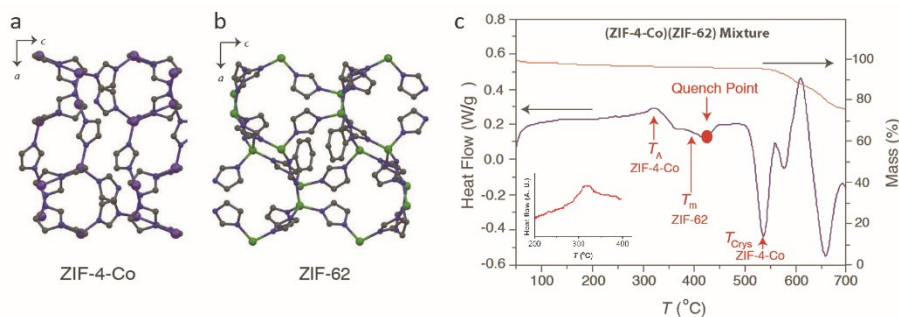 a
c
a
ZIF-4-Co
b
c
a
ZIF-62
c
(ZIF-4-Co)(ZIF-62) Mixture
Quench Point
T_Λ
ZIF-4-Co
T_m
ZIF-62
T_Crys
ZIF-4-Co
Heat Flow (W/g)
0.8
0.6
0.4
0.2
0.0
-0.2
-0.4
-0.6
Mass (%)
100
80
60
40
20
0
100 200 300 400 500 600 700
T (°C)
Heat flow (A. U.)
200 300 400
T (°C)